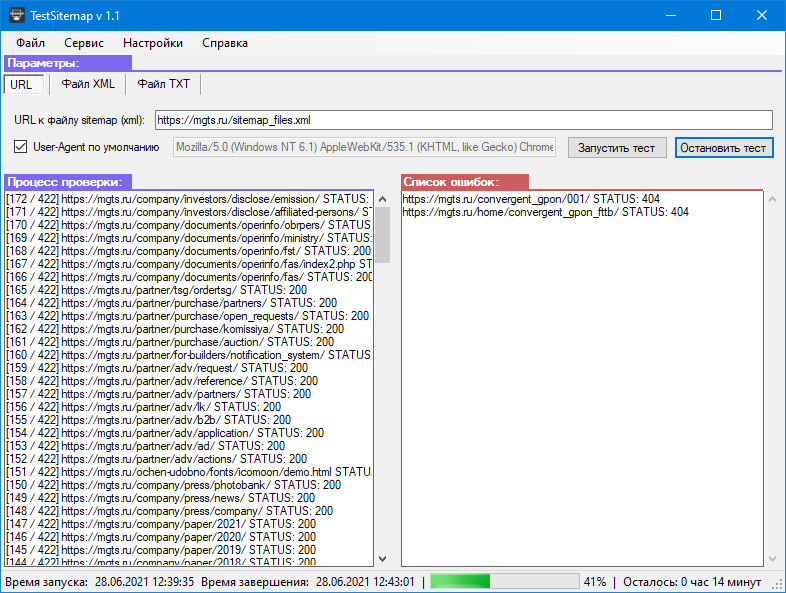 TestSitemap v 1.1
Файл Сервис Настройки Справка
Параметры:
URL Файл XML Файл TXT
URL к файлу sitemap (xml): https://mgts.ru/sitemap_files.xml
User-Agent по умолчанию Mozilla/5.0 (Windows NT 6.1) AppleWebKit/535.1 (KHTML, like Gecko) Chrome Запустить тест Остановить тест
Процесс проверки:
[172 / 422] https://mgts.ru/company/investors/disclose/emission/ STATUS:
[171 / 422] https://mgts.ru/company/investors/disclose/affiliated-persons/ S
[170 / 422] https://mgts.ru/company/documents/operinfo/obrpers/ STATUS:
[169 / 422] https://mgts.ru/company/documents/operinfo/ministry/ STATUS:
[168 / 422] https://mgts.ru/company/documents/operinfo/fst/ STATUS: 200
[167 / 422] https://mgts.ru/company/documents/operinfo/fas/index2.php ST
[166 / 422] https://mgts.ru/company/documents/operinfo/fas/ STATUS: 200
[165 / 422] https://mgts.ru/partner/tsg/ordertsg/ STATUS: 200
[164 / 422] https://mgts.ru/partner/purchase/partners/ STATUS: 200
[163 / 422] https://mgts.ru/partner/purchase/open_requests/ STATUS: 200
[162 / 422] https://mgts.ru/partner/purchase/komissiya/ STATUS: 200
[161 / 422] https://mgts.ru/partner/purchase/auction/ STATUS: 200
[160 / 422] https://mgts.ru/partner/for-builders/notification_system/ STATUS
[159 / 422] https://mgts.ru/partner/adv/request/ STATUS: 200
[158 / 422] https://mgts.ru/partner/adv/reference/ STATUS: 200
[157 / 422] https://mgts.ru/partner/adv/partners/ STATUS: 200
[156 / 422] https://mgts.ru/partner/adv/lk/ STATUS: 200
[155 / 422] https://mgts.ru/partner/adv/b2b/ STATUS: 200
[154 / 422] https://mgts.ru/partner/adv/application/ STATUS: 200
[153 / 422] https://mgts.ru/partner/adv/ad/ STATUS: 200
[152 / 422] https://mgts.ru/partner/adv/actions/ STATUS: 200
[151 / 422] https://mgts.ru/ochen-udobno/fonts/icomoon/demo.html STATU
[150 / 422] https://mgts.ru/company/press/photobank/ STATUS: 200
[149 / 422] https://mgts.ru/company/press/news/ STATUS: 200
[148 / 422] https://mgts.ru/company/press/company/ STATUS: 200
[147 / 422] https://mgts.ru/company/paper/2021/ STATUS: 200
[146 / 422] https://mgts.ru/company/paper/2020/ STATUS: 200
[145 / 422] https://mgts.ru/company/paper/2019/ STATUS: 200
[144 / 422] https://mgts.ru/company/paper/2018/ STATUS: 200
Список ошибок:
https://mgts.ru/convergent_gpon/001/ STATUS: 404
https://mgts.ru/home/convergent_gpon_fttb/ STATUS: 404
Время запуска: 28.06.2021 12:39:35 Время завершения: 28.06.2021 12:43:01 | 41% | Осталось: 0 час 14 минут